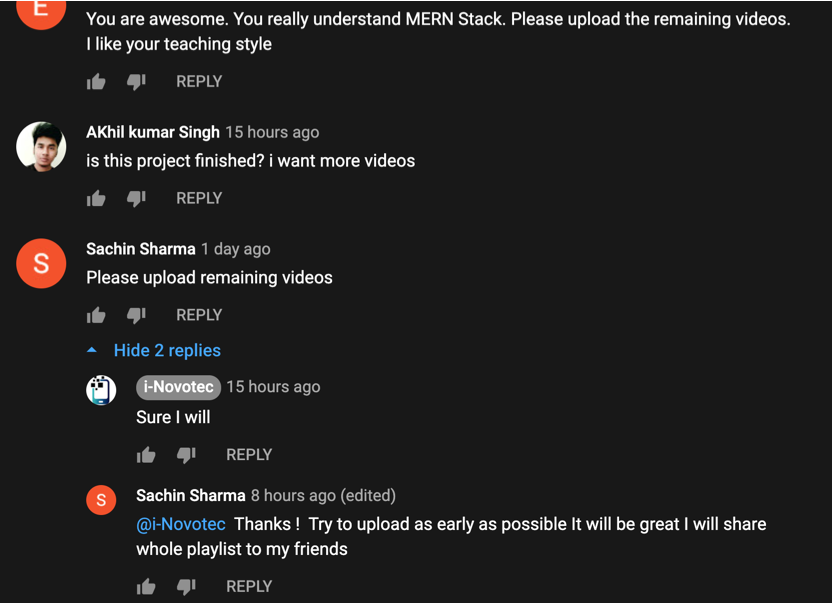 E
You are awesome. You really understand MERN Stack. Please upload the remaining videos.
I like your teaching style
REPLY
AKhil kumar Singh 15 hours ago
is this project finished? i want more videos
REPLY
S
Sachin Sharma 1 day ago
Please upload remaining videos
REPLY
Hide 2 replies
i-Novotec 15 hours ago
Sure I will
REPLY
S
Sachin Sharma 8 hours ago (edited)
@i-Novotec Thanks ! Try to upload as early as possible It will be great I will share
whole playlist to my friends
REPLY